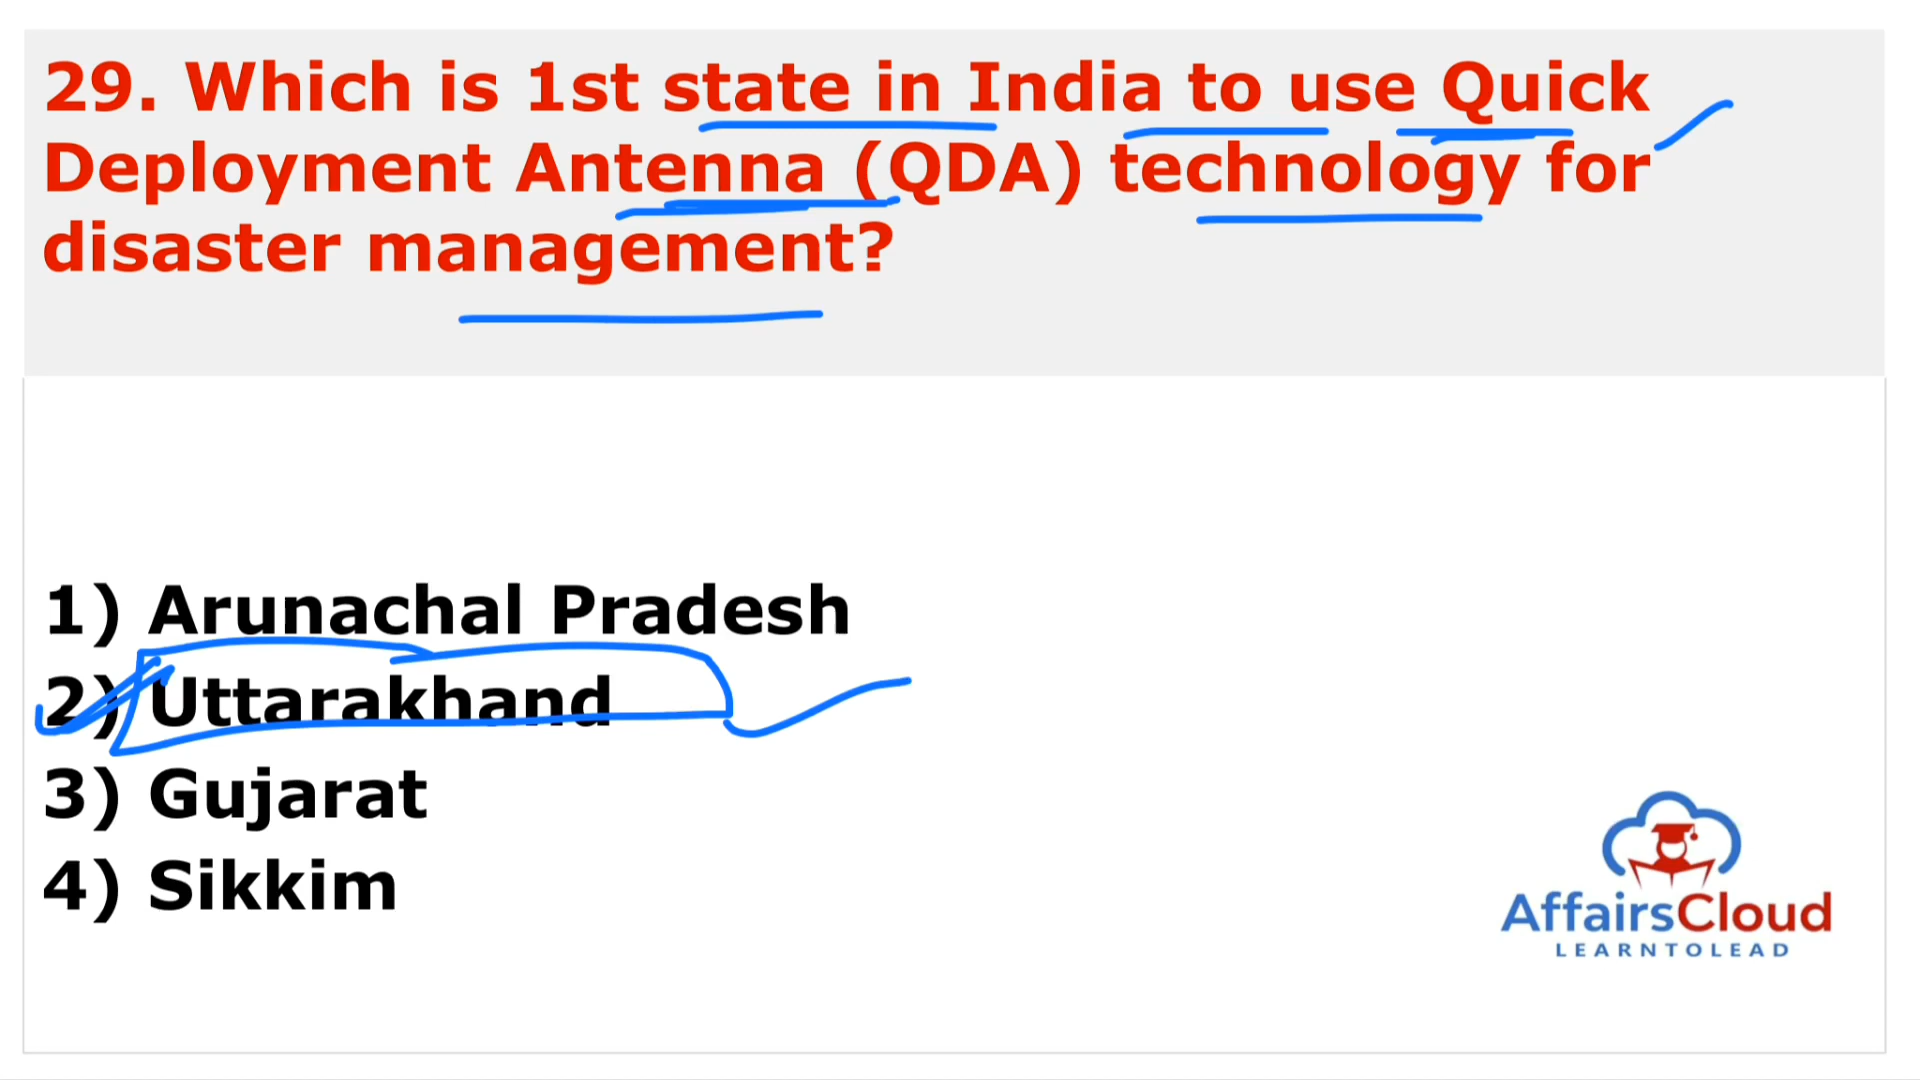 29. Which is 1st state in India to use Quick
Deployment Antenna (QDA) technology for
disaster management?
1) Arunachal Pradesh
2) Uttarakhand
3) Gujarat
4) Sikkim
AffairsCloud
LEARNTOLEAD